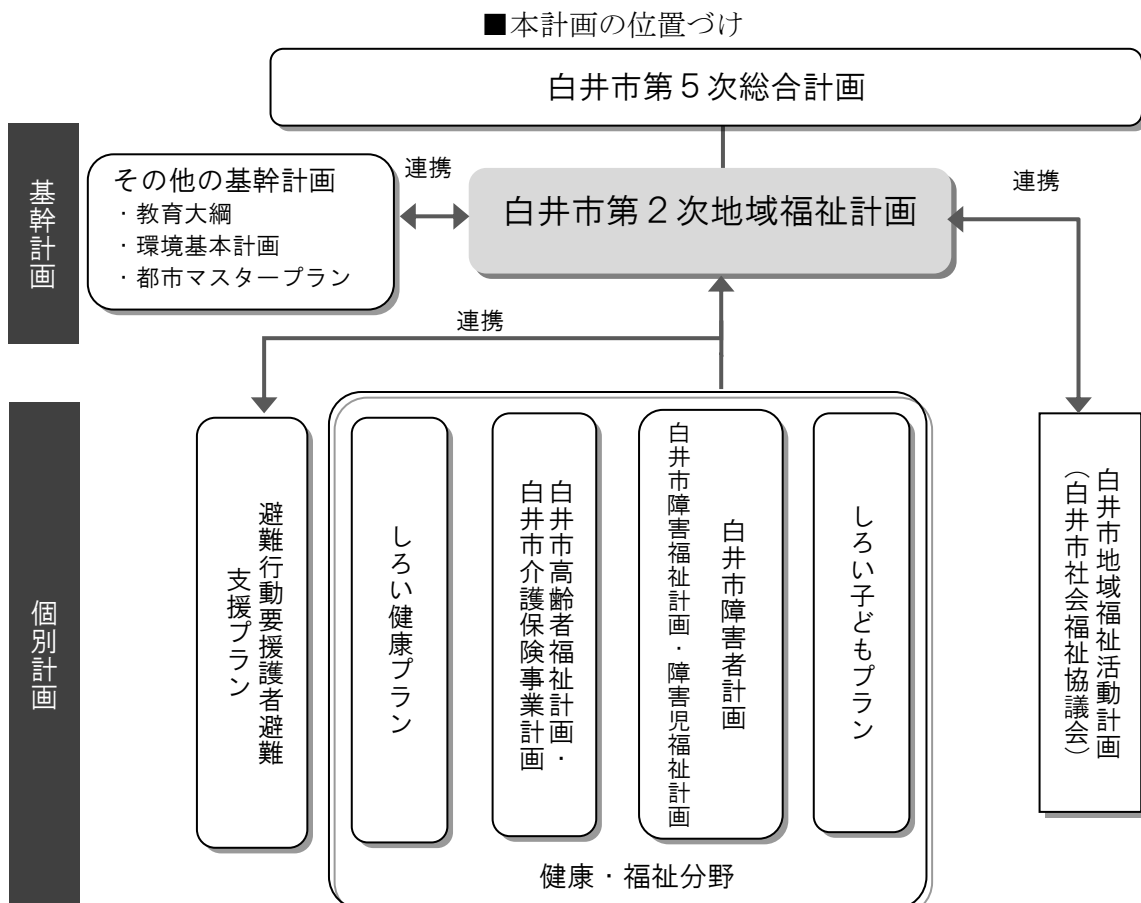 ■本計画の位置づけ
白井市第5次総合計画
基幹計画
その他の基幹計画
・教育大綱
・環境基本計画
・都市マスタープラン
連携
白井市第2次地域福祉計画
連携
連携
個別計画
避難行動要援護者避難
支援プラン
しろい健康プラン
白井市高齢者福祉計画・
白井市介護保険事業計画
白井市障害者計画
白井市障害福祉計画・障害児福祉計画
しろい子どもプラン
健康・福祉分野
白井市地域福祉活動計画
（白井市社会福祉協議会）